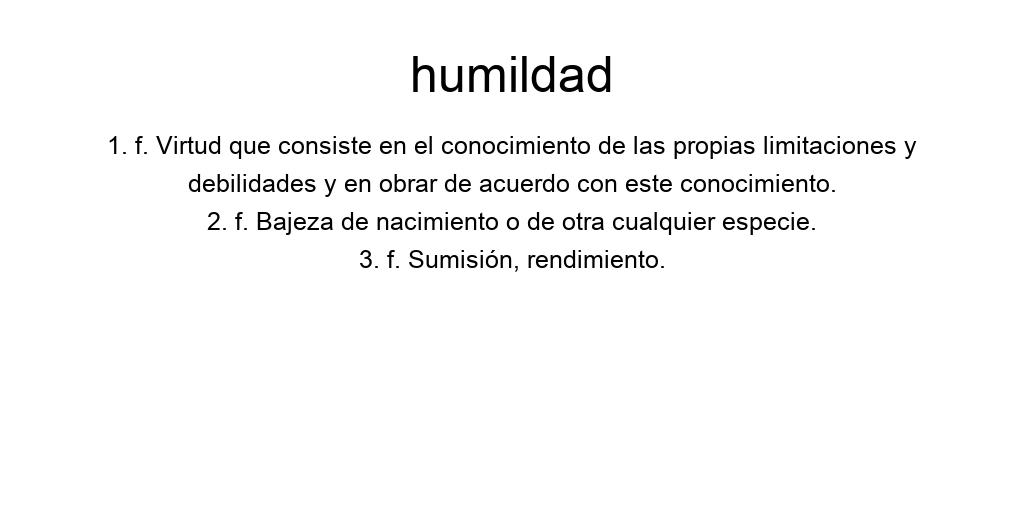 humildad
1. f. Virtud que consiste en el conocimiento de las propias limitaciones y
debilidades y en obrar de acuerdo con este conocimiento.
2. f. Bajeza de nacimiento o de otra cualquier especie.
3. f. Sumisión, rendimiento.